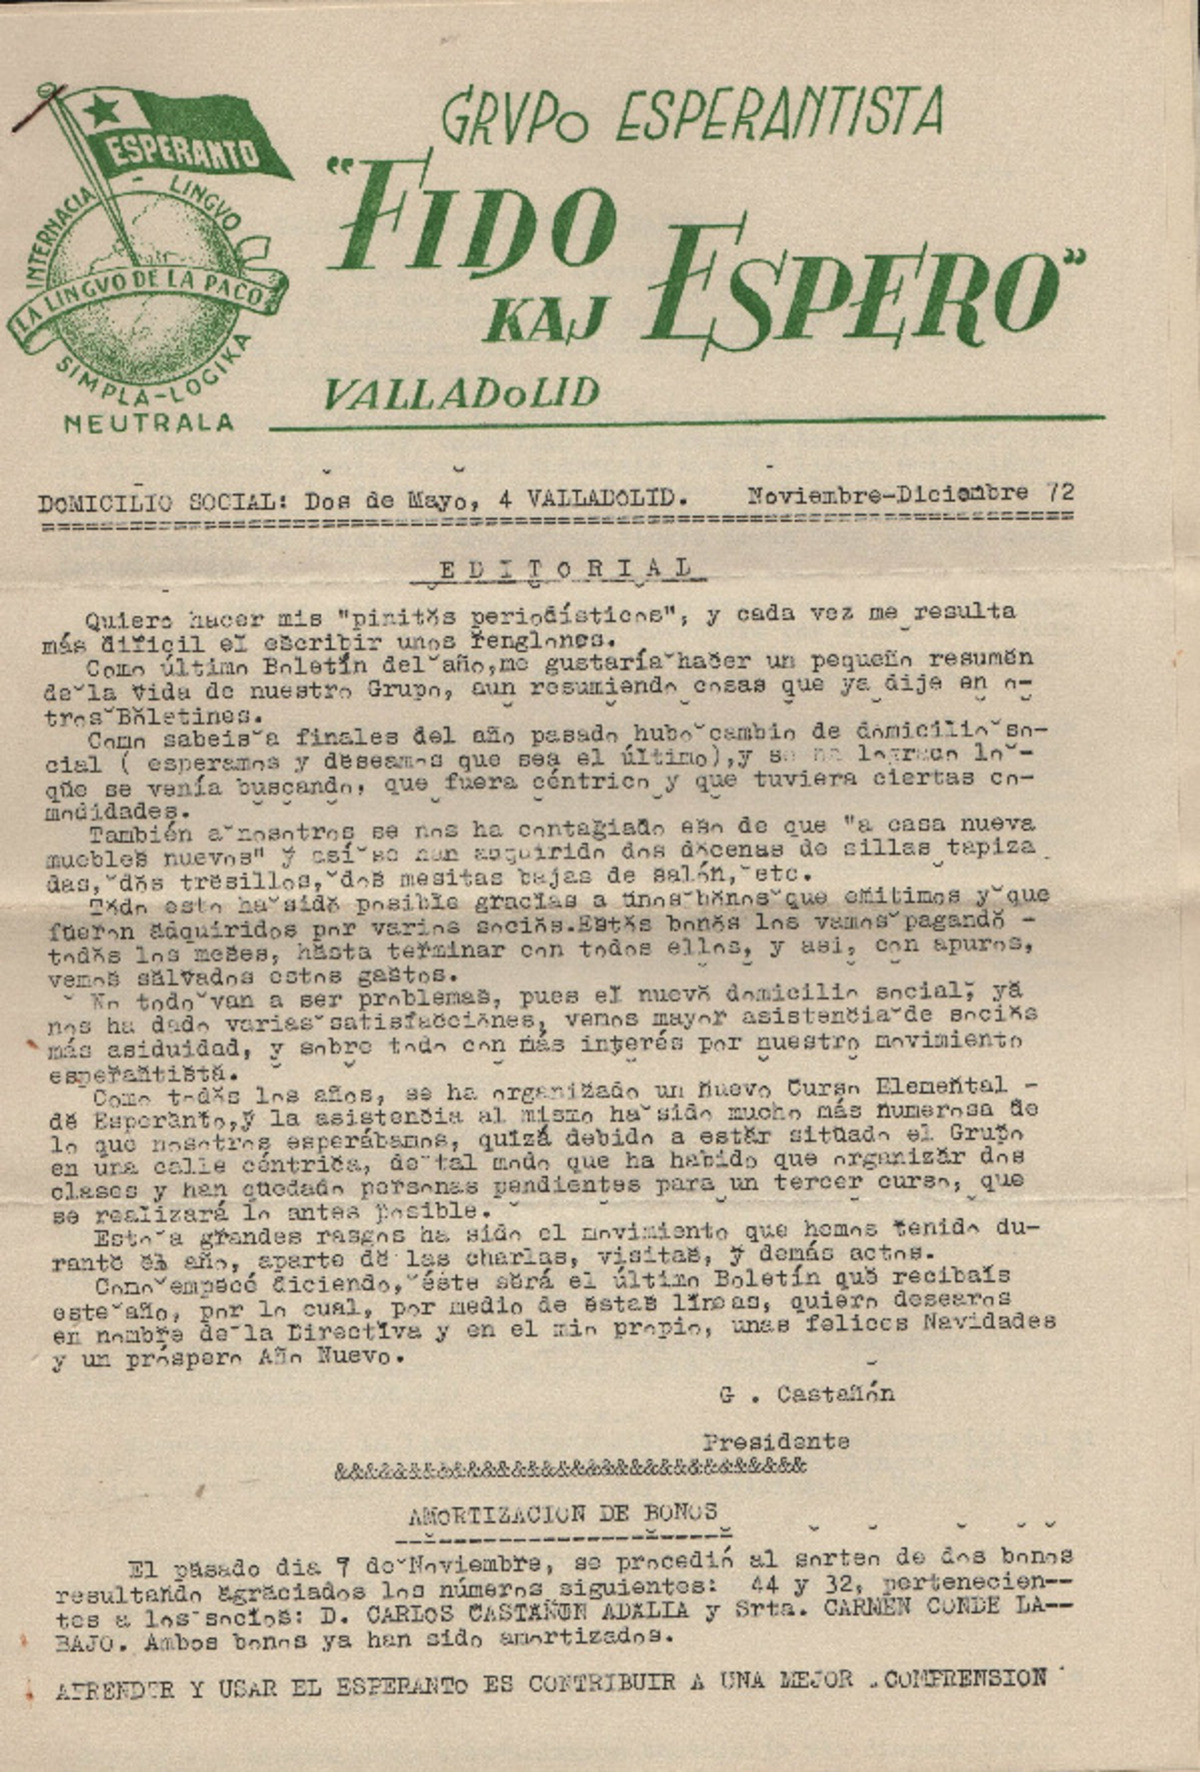 GRVPo ESPERANTISTA
"FIDO
KAJ ESPERO"
VALLADoLID
ESPERANTO
INTERNACIA - LINGVO
LA LINGVO DE LA PACO
SIMPLA-LOGIKA
NEUTRALA
DOMICILIO SOCIAL: Dos de Mayo, 4 VALLADOLID. Noviembre-Diciembre 72
EDITORIAL
Quiero hacer mis "pinitos periodísticos", y cada vez me resulta
más dificil el escribir unos renglones.
Como último Boletín del año,me gustaría hacer un pequeño resumen
de la Vida de nuestro Grupo, aun resumiendo cosas que ya dije en o-
tros Boletines.
Como sabeis a finales del año pasado hubo cambio de domicilio so-
cial ( esperamos y deseamos que sea el último),y se ha logrado lo -
que se venía buscando, que fuera céntrico y que tuviera ciertas co-
modidades.
También a nosotros se nos ha contagiado eso de que "a casa nueva
muebles nuevos" y así se han adquirido dos docenas de sillas tapiza
das, dos tresillos, dos mesitas bajas de salón, etc.
Todo esto ha sido posible gracias a unos bonos que emitimos y que
fueron adquiridos por varios socios.Estos bonos los vamos pagando -
todos los meses, hasta terminar con todos ellos, y asi, con apuros,
vemos salvados estos gastos.
No todo van a ser problemas, pues el nuevo domicilio social, ya
nos ha dado varias satisfacciones, vemos mayor asistencia de socios
más asiduidad, y sobre todo con más interés por nuestro movimiento
esperantista.
Como todos los años, se ha organizado un nuevo Curso Elemental -
de Esperanto,y la asistencia al mismo ha sido mucho más numerosa de
lo que nosotros esperábamos, quizá debido a estar situado el Grupo
en una calle céntrica, de tal modo que ha habido que organizar dos
clases y han quedado personas pendientes para un tercer curso, que
se realizará lo antes posible.
Esto a grandes rasgos ha sido el movimiento que hemos tenido du-
rante el año, aparte de las charlas, visitas, y demás actos.
Como empecé diciendo, éste será el último Boletín que recibais
este año, por lo cual, por medio de estas líneas, quiero desearos
en nombre de la Directiva y en el mio propio, unas felices Navidades
y un próspero Año Nuevo.
G . Castañón
Presidente
&&&&&&&&&&&&&&&&&&&&&&&&&&&&&&&&
AMORTIZACION DE BONOS
El pasado dia 7 de Noviembre, se procedió al sorteo de dos bonos
resultando agraciados los números siguientes: 44 y 32, pertenecien--
tes a los socios: D. CARLOS CASTAÑON ADALIA y Srta. CARMEN CONDE LA--
BAJO. Ambos bonos ya han sido amortizados.
APRENDER Y USAR EL ESPERANTO ES CONTRIBUIR A UNA MEJOR .COMPRENSION